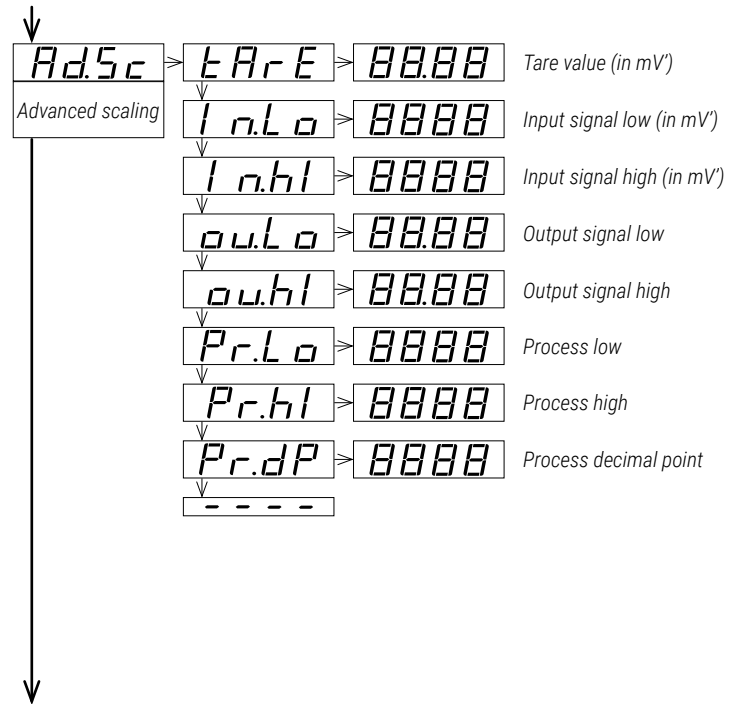 Ad.Sc tArE 88.88 Tare value (in mV')
Advanced scaling
In.Lo 8888 Input signal low (in mV')
In.hI 8888 Input signal high (in mV')
ou.Lo 88.88 Output signal low
ou.hI 88.88 Output signal high
Pr.Lo 8888 Process low
Pr.hI 8888 Process high
Pr.dP 8888 Process decimal point
- - - -